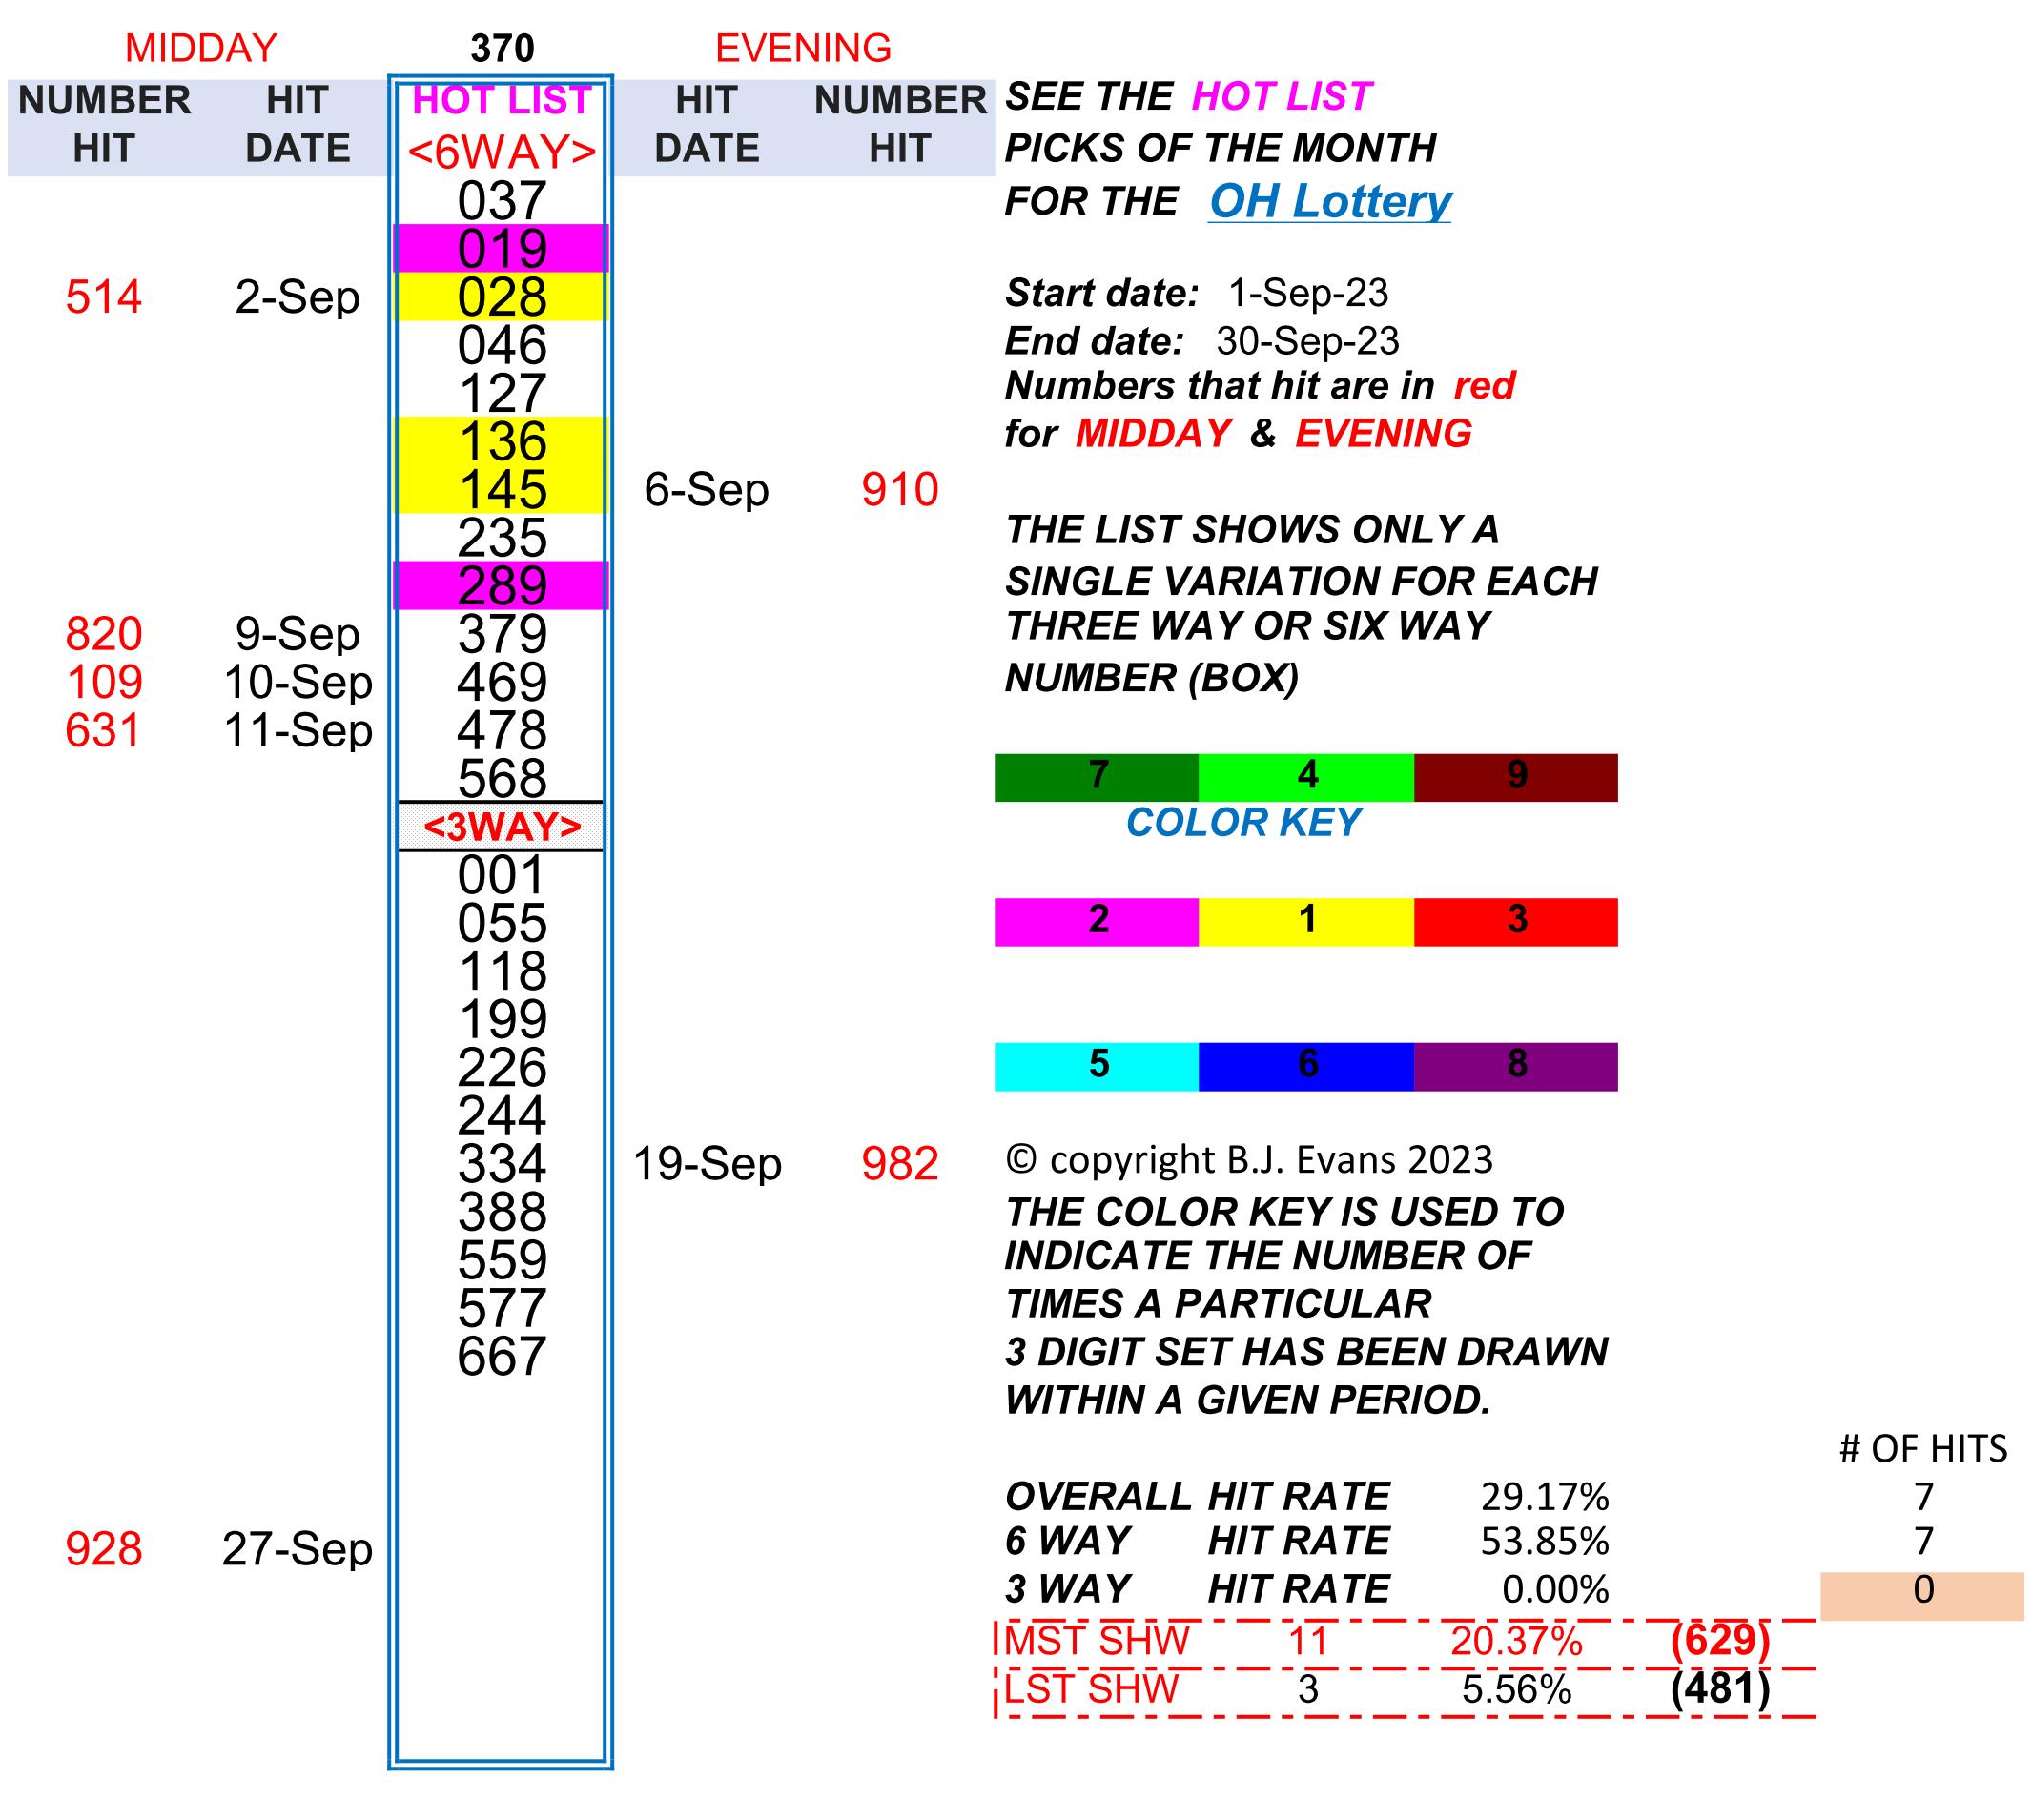 MIDDAY 370 EVENING
NUMBER HIT HOT LIST HIT NUMBER
HIT DATE <6WAY> DATE HIT
037
019
514 2-Sep 028
046
127
136
145 6-Sep 910
235
289
820 9-Sep 379
109 10-Sep 469
631 11-Sep 478
568
<3WAY>
001
055
118
199
226
244
334 19-Sep 982
388
559
577
667
928 27-Sep
SEE THE HOT LIST
PICKS OF THE MONTH
FOR THE OH Lottery
Start date: 1-Sep-23
End date: 30-Sep-23
Numbers that hit are in red
for MIDDAY & EVENING
THE LIST SHOWS ONLY A
SINGLE VARIATION FOR EACH
THREE WAY OR SIX WAY
NUMBER (BOX)
7 4 9
COLOR KEY
2 1 3
5 6 8
© copyright B.J. Evans 2023
THE COLOR KEY IS USED TO
INDICATE THE NUMBER OF
TIMES A PARTICULAR
3 DIGIT SET HAS BEEN DRAWN
WITHIN A GIVEN PERIOD.
# OF HITS
OVERALL HIT RATE 29.17% 7
6 WAY HIT RATE 53.85% 7
3 WAY HIT RATE 0.00% 0
MST SHW 11 20.37% (629)
LST SHW 3 5.56% (481)